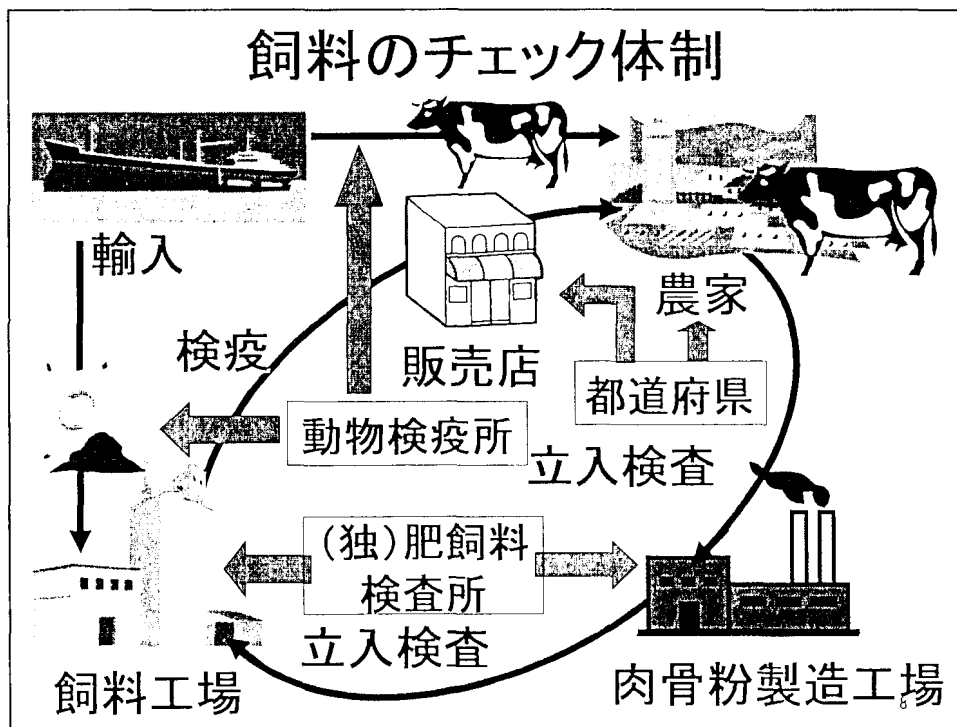 飼料のチェック体制
輸入
農家
検疫
販売店
都道府県
動物検疫所
立入検査
(独)肥飼料
検査所
立入検査
飼料工場
肉骨粉製造工場
8